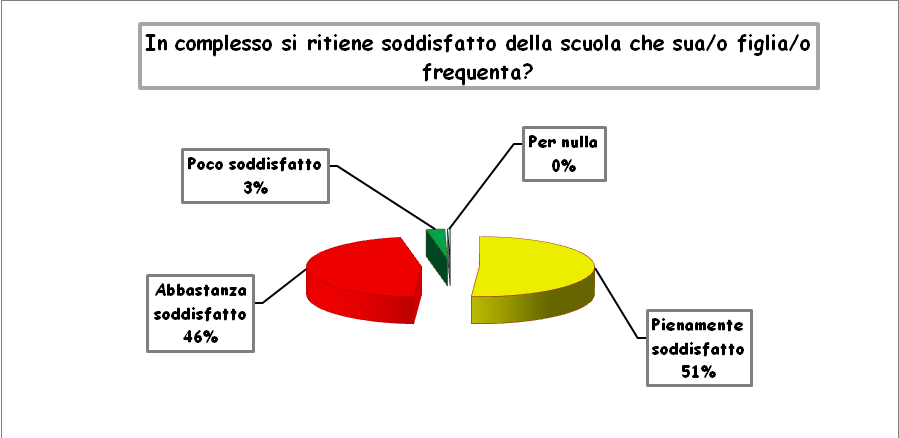 In complesso si ritiene soddisfatto della scuola che sua/o figlia/o
frequenta?
Per nulla
0%
Poco soddisfatto
3%
Abbastanza
soddisfatto
46%
Pienamente
soddisfatto
51%